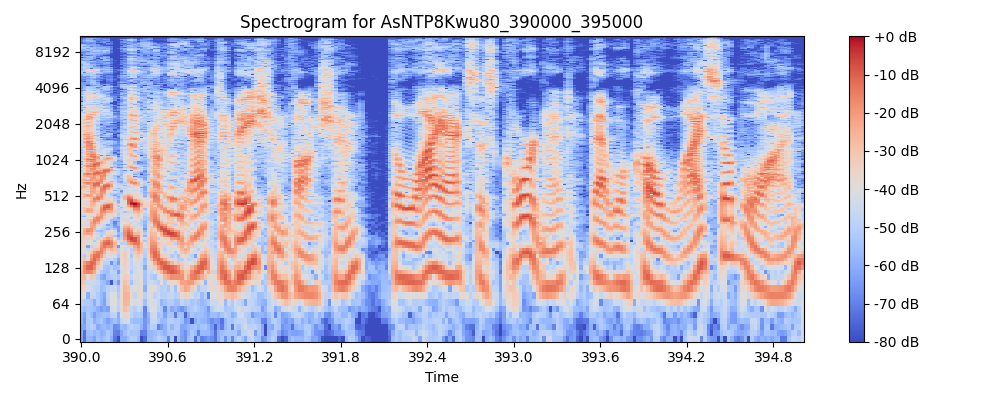 Spectrogram for AsNTP8Kwu80_390000_395000
Hz
8192
4096
2048
1024
512
256
128
64
0
390.0 390.6 391.2 391.8 392.4 393.0 393.6 394.2 394.8
Time
+0 dB
-10 dB
-20 dB
-30 dB
-40 dB
-50 dB
-60 dB
-70 dB
-80 dB